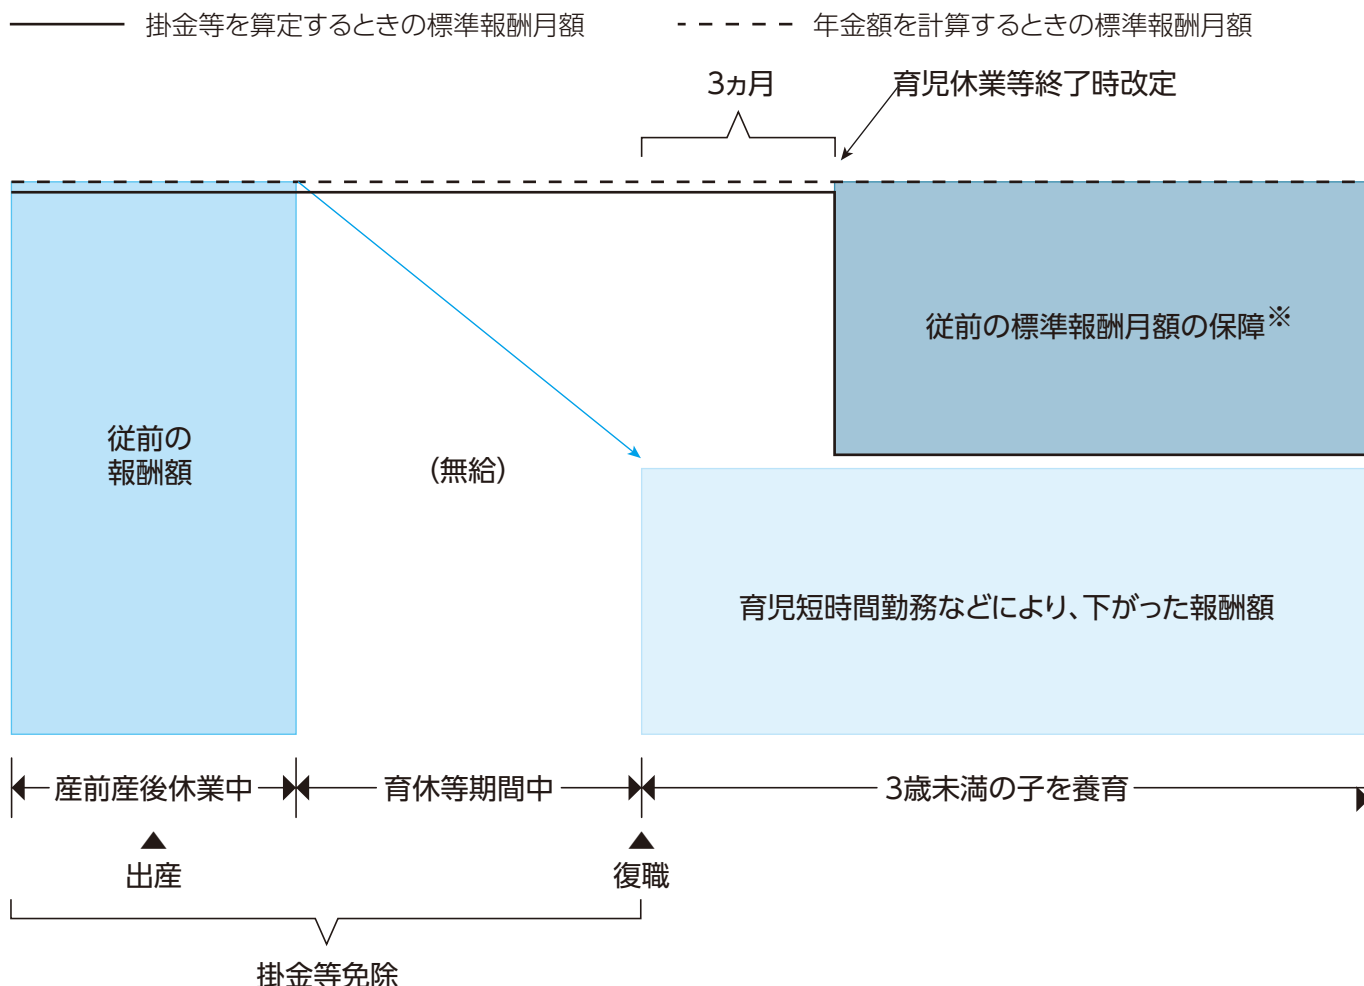 掛金等を算定するときの標準報酬月額
年金額を計算するときの標準報酬月額
3ヵ月
育児休業等終了時改定
従前の標準報酬月額の保障※
従前の
報酬額
(無給)
育児短時間勤務などにより、下がった報酬額
産前産後休業中
育休等期間中
3歳未満の子を養育
出産
復職
掛金等免除